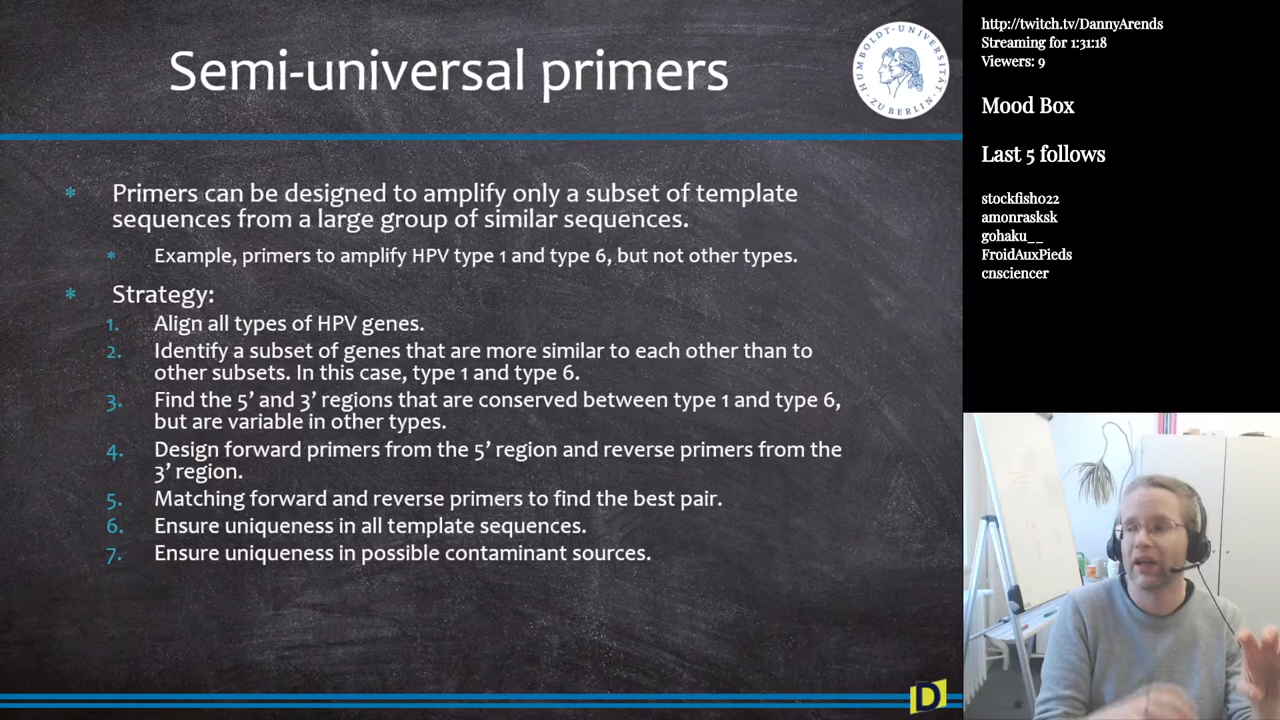 Semi-universal primers
HUMBOLDT-UNIVERSITÄT
ZU BERLIN
* Primers can be designed to amplify only a subset of template
sequences from a large group of similar sequences.
* Example, primers to amplify HPV type 1 and type 6, but not other types.
* Strategy:
1. Align all types of HPV genes.
2. Identify a subset of genes that are more similar to each other than to
other subsets. In this case, type 1 and type 6.
3. Find the 5’ and 3’ regions that are conserved between type 1 and type 6,
but are variable in other types.
4. Design forward primers from the 5’ region and reverse primers from the
3’ region.
5. Matching forward and reverse primers to find the best pair.
6. Ensure uniqueness in all template sequences.
7. Ensure uniqueness in possible contaminant sources.
D
http://twitch.tv/DannyArends
Streaming for 1:31:18
Viewers: 9
Mood Box
Last 5 follows
stockfish022
amonrasksk
gohaku__
FroidAuxPieds
cnsciencer